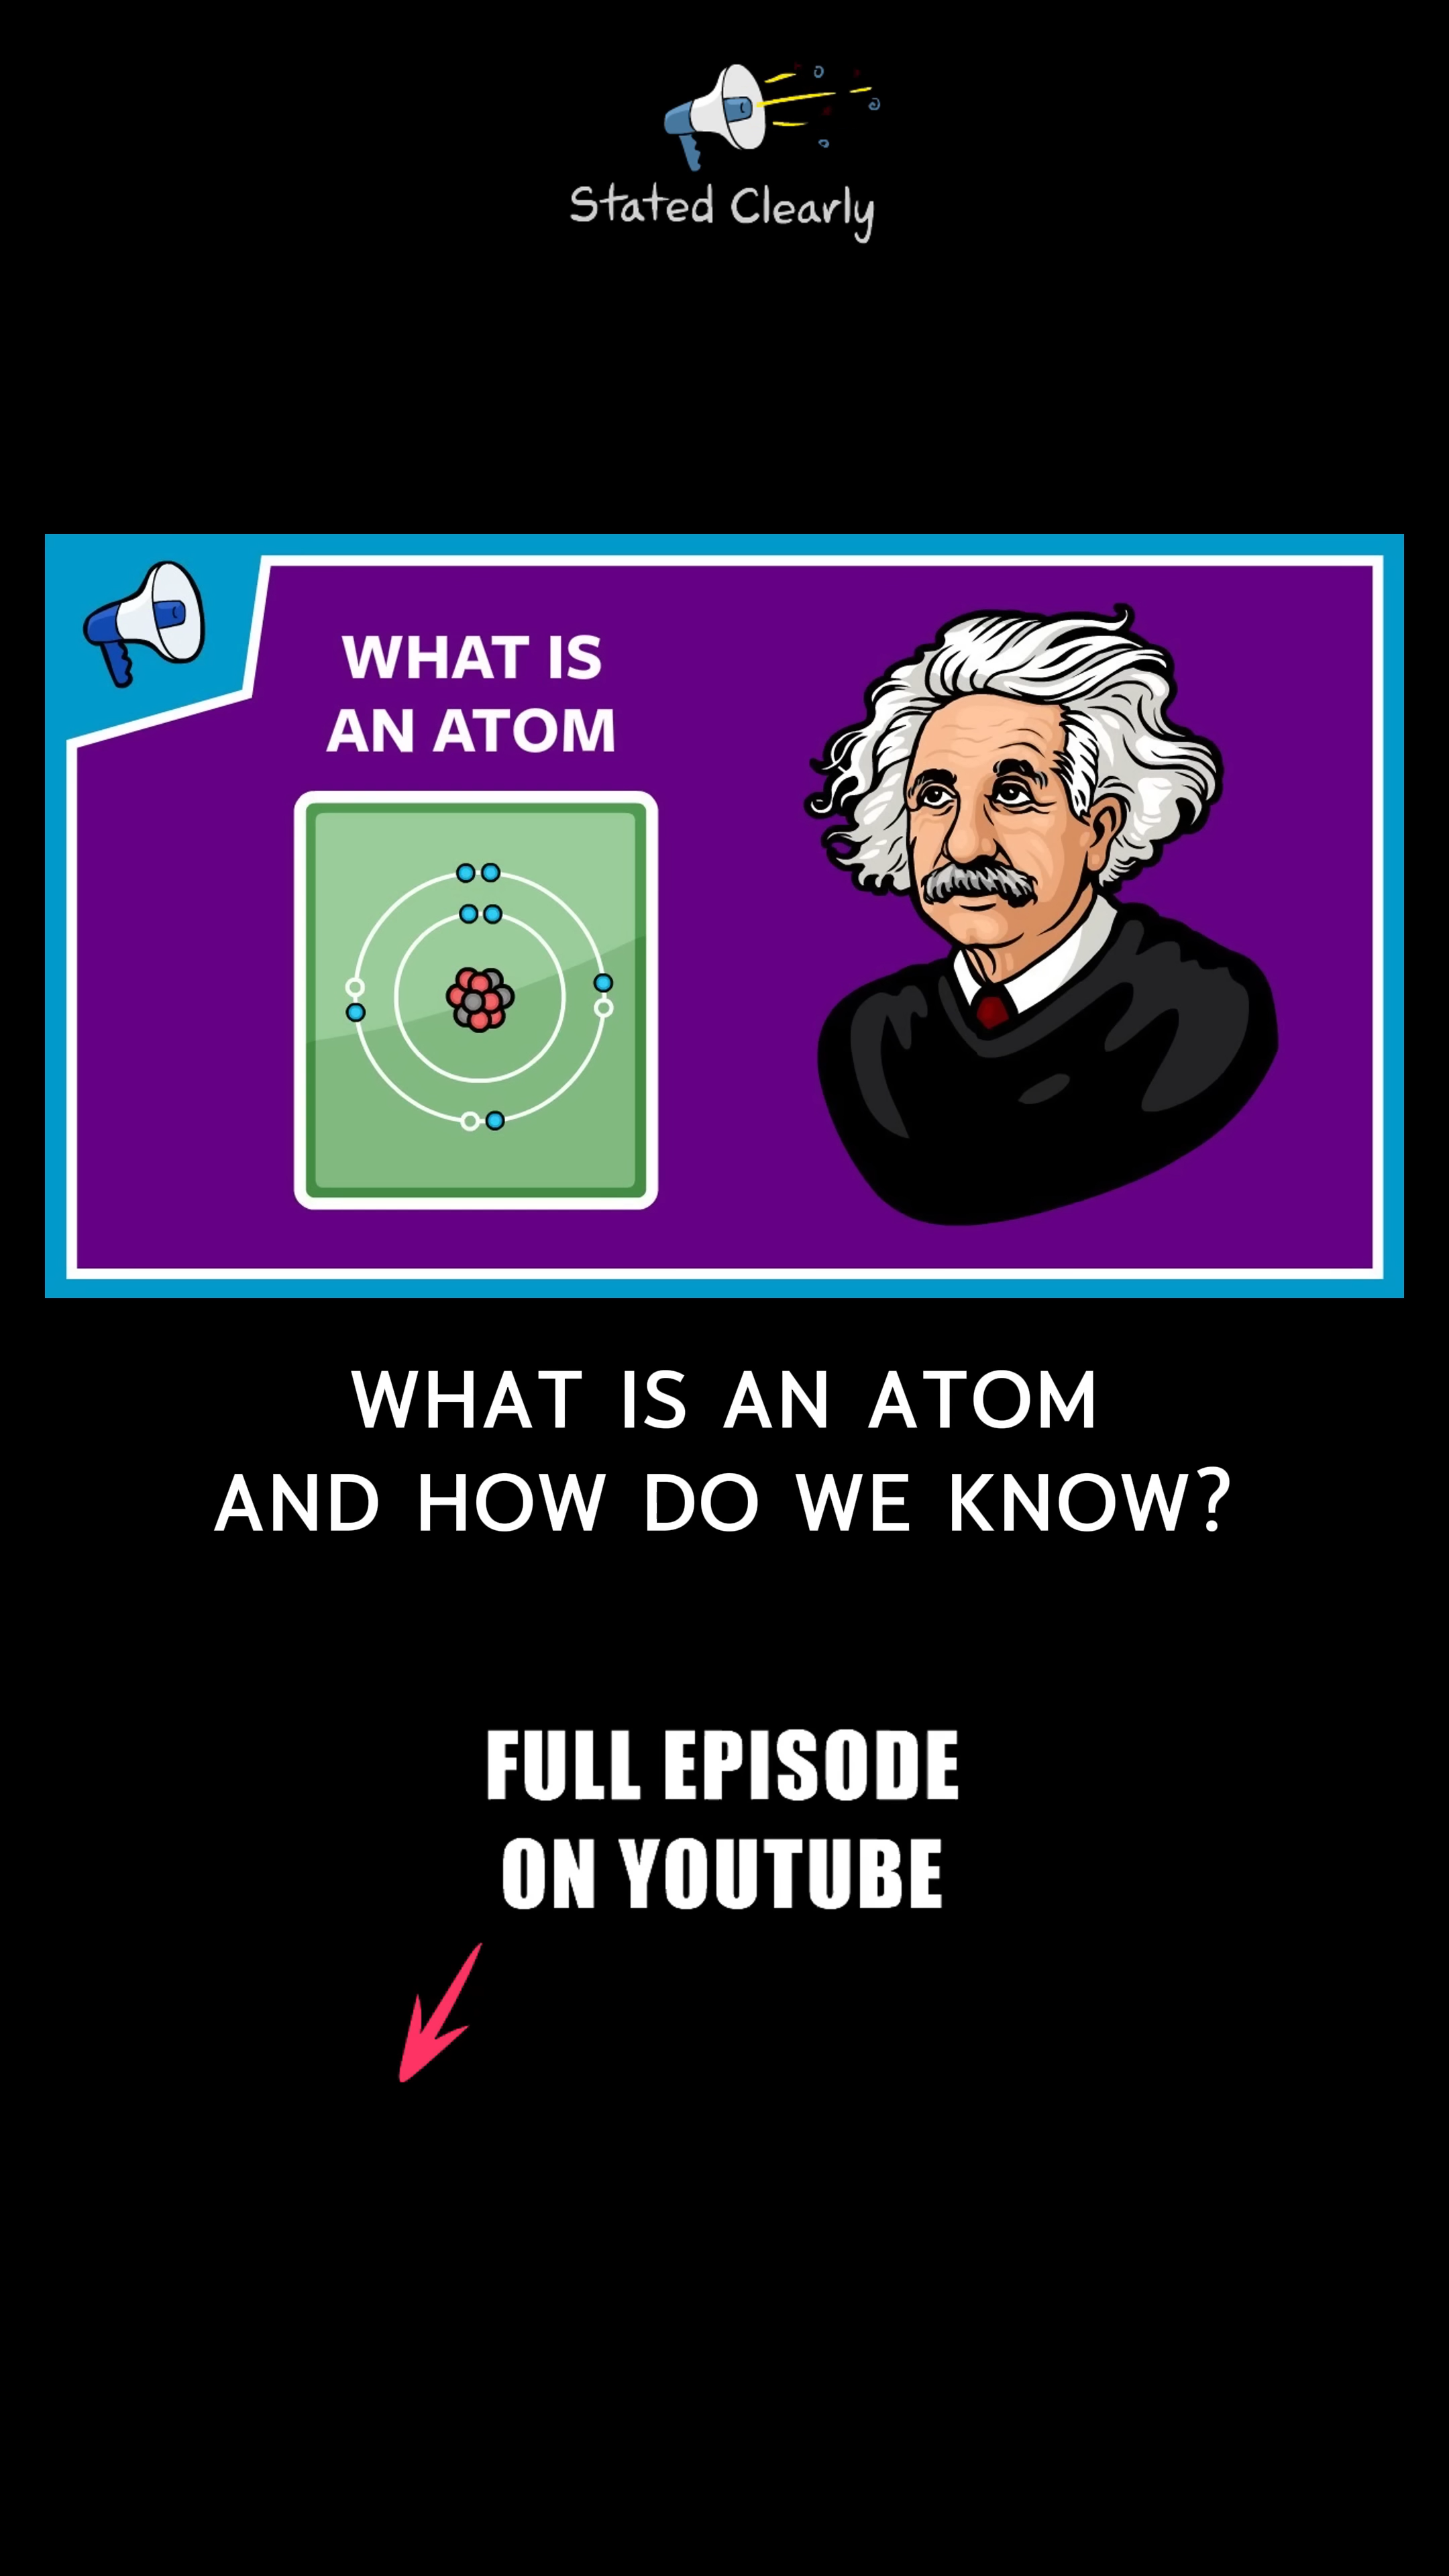 Stated Clearly
WHAT IS
AN ATOM
WHAT IS AN ATOM
AND HOW DO WE KNOW?
FULL EPISODE
ON YOUTUBE